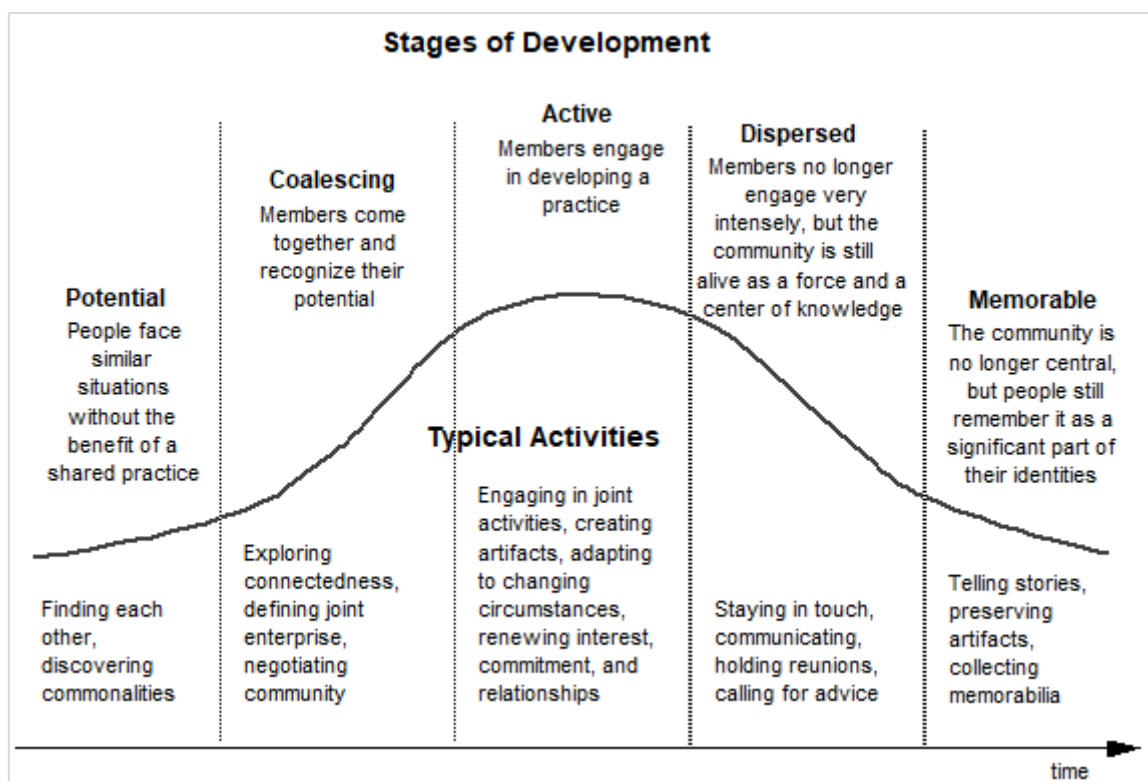 Stages of Development
Potential
People face
similar
situations
without the
benefit of a
shared practice
Coalescing
Members come
together and
recognize their
potential
Active
Members engage
in developing a
practice
Dispersed
Members no longer
engage very
intensely, but the
community is still
alive as a force and a
center of knowledge
Memorable
The community is
no longer central,
but people still
remember it as a
significant part of
their identities
Typical Activities
Finding each
other,
discovering
commonalities
Exploring
connectedness,
defining joint
enterprise,
negotiating
community
Engaging in joint
activities, creating
artifacts, adapting
to changing
circumstances,
renewing interest,
commitment, and
relationships
Staying in touch,
communicating,
holding reunions,
calling for advice
Telling stories,
preserving
artifacts,
collecting
memorabilia
time